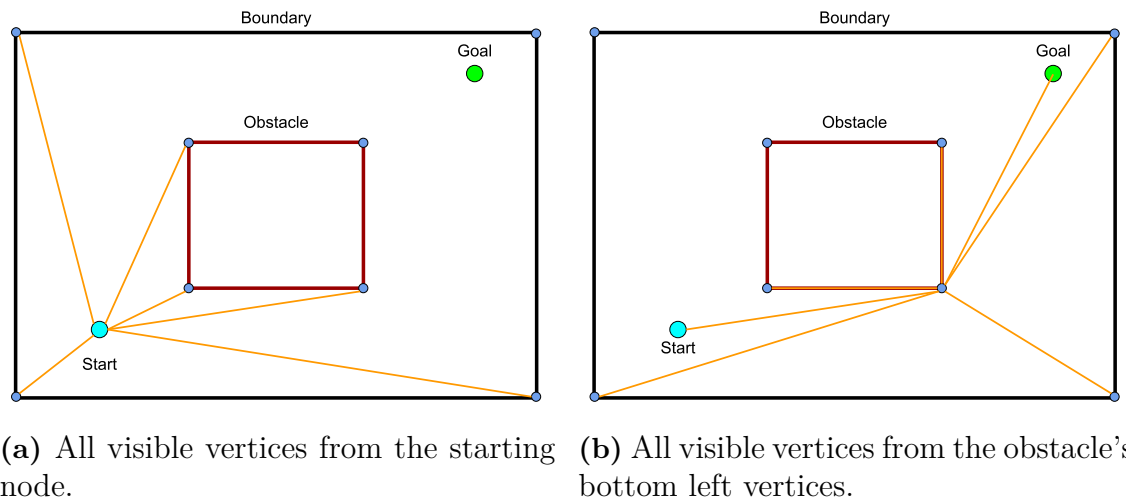 Boundary
Goal
Obstacle
Start
(a) All visible vertices from the starting
node.
Boundary
Goal
Obstacle
Start
(b) All visible vertices from the obstacle's
bottom left vertices.